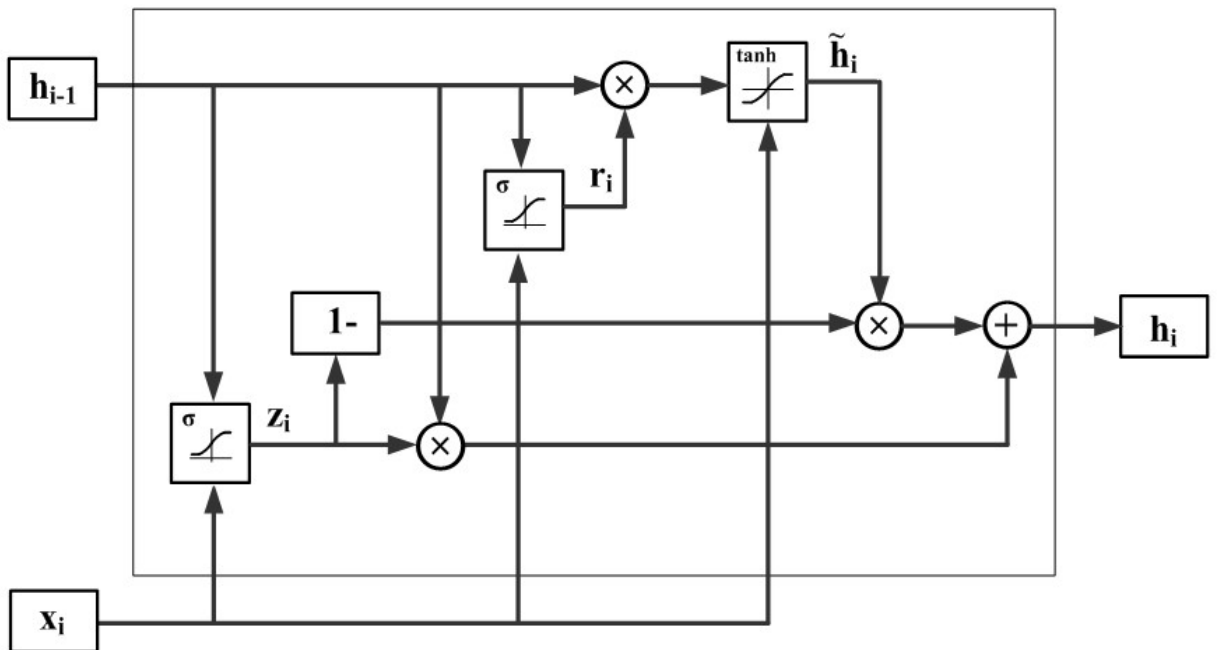 h_{i-1}
×
tanh
h̃_i
σ
r_i
1-
×
+
h_i
σ
z_i
×
x_i